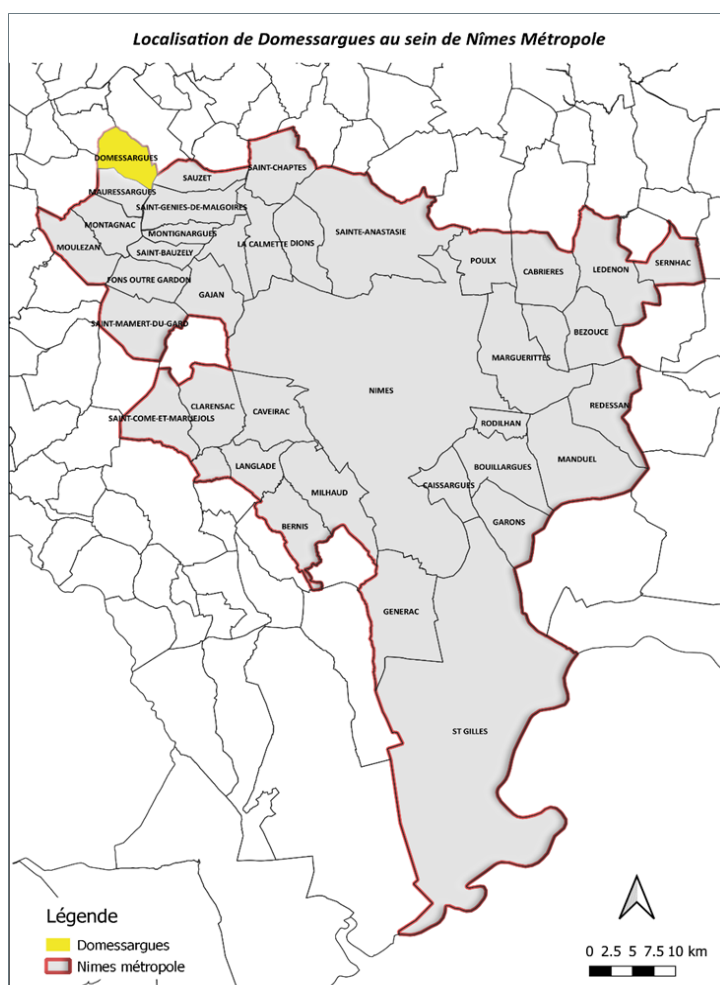 Localisation de Domessargues au sein de Nîmes Métropole
DOMESSARGUES
SAINT-CHAPTES
SAUZET
MAURESSARGUES
SAINT-GENIES-DE-MALGOIRES
MONTAGNAC
MONTIGNARGUES
SAINTE-ANASTASIE
MOULEZAN
SAINT-BAUZELY
LA CALMETTE
DIONS
POULX
CABRIERES
LEDENON
SERNHAC
FONS OUTRE GARDON
GAJAN
SAINT-MAMERT-DU-GARD
BEZOUCE
MARGUERITTES
NIMES
REDESSAN
CLARENSAC
CAVEIRAC
SAINT-COME-ET-MARUEJOLS
RODILHAN
MANDUEL
LANGLADE
BOUILLARGUES
CAISSARGUES
MILHAUD
GARONS
BERNIS
GENERAC
ST GILLES
Légende
Domessargues
Nimes métropole
0 2.5 5 7.5 10 km